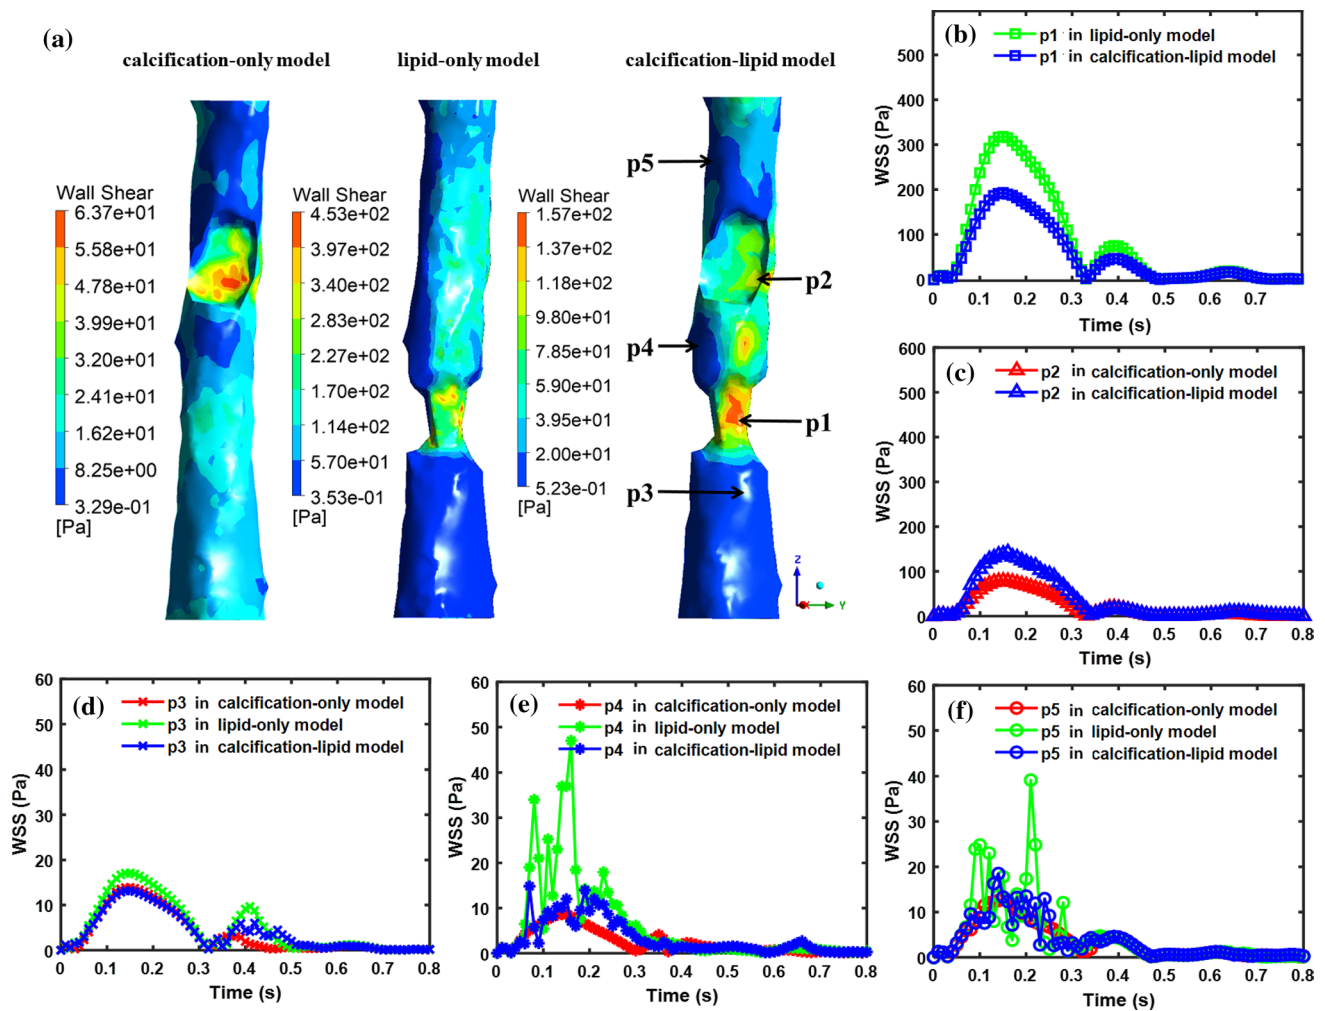 (a)
calcification-only model
lipid-only model
calcification-lipid model
Wall Shear
6.37e+01
5.58e+01
4.78e+01
3.99e+01
3.20e+01
2.41e+01
1.62e+01
8.25e+00
3.29e-01
[Pa]
Wall Shear
4.53e+02
3.97e+02
3.40e+02
2.83e+02
2.27e+02
1.70e+02
1.14e+02
5.70e+01
3.53e-01
[Pa]
Wall Shear
1.57e+02
1.37e+02
1.18e+02
9.80e+01
7.85e+01
5.90e+01
3.95e+01
2.00e+01
5.23e-01
[Pa]
p5
p2
p4
p1
p3
Z
X
Y
(b)
p1 in lipid-only model
p1 in calcification-lipid model
WSS (Pa)
500
400
300
200
100
0
0 0.1 0.2 0.3 0.4 0.5 0.6 0.7
Time (s)
(c)
p2 in calcification-only model
p2 in calcification-lipid model
WSS (Pa)
600
500
400
300
200
100
0
0 0.1 0.2 0.3 0.4 0.5 0.6 0.7 0.8
Time (s)
(d)
p3 in calcification-only model
p3 in lipid-only model
p3 in calcification-lipid model
WSS (Pa)
60
50
40
30
20
10
0
0 0.1 0.2 0.3 0.4 0.5 0.6 0.7 0.8
Time (s)
(e)
p4 in calcification-only model
p4 in lipid-only model
p4 in calcification-lipid model
WSS (Pa)
60
50
40
30
20
10
0
0 0.1 0.2 0.3 0.4 0.5 0.6 0.7 0.8
Time (s)
(f)
p5 in calcification-only model
p5 in lipid-only model
p5 in calcification-lipid model
WSS (Pa)
60
50
40
30
20
10
0
0 0.1 0.2 0.3 0.4 0.5 0.6 0.7 0.8
Time (s)